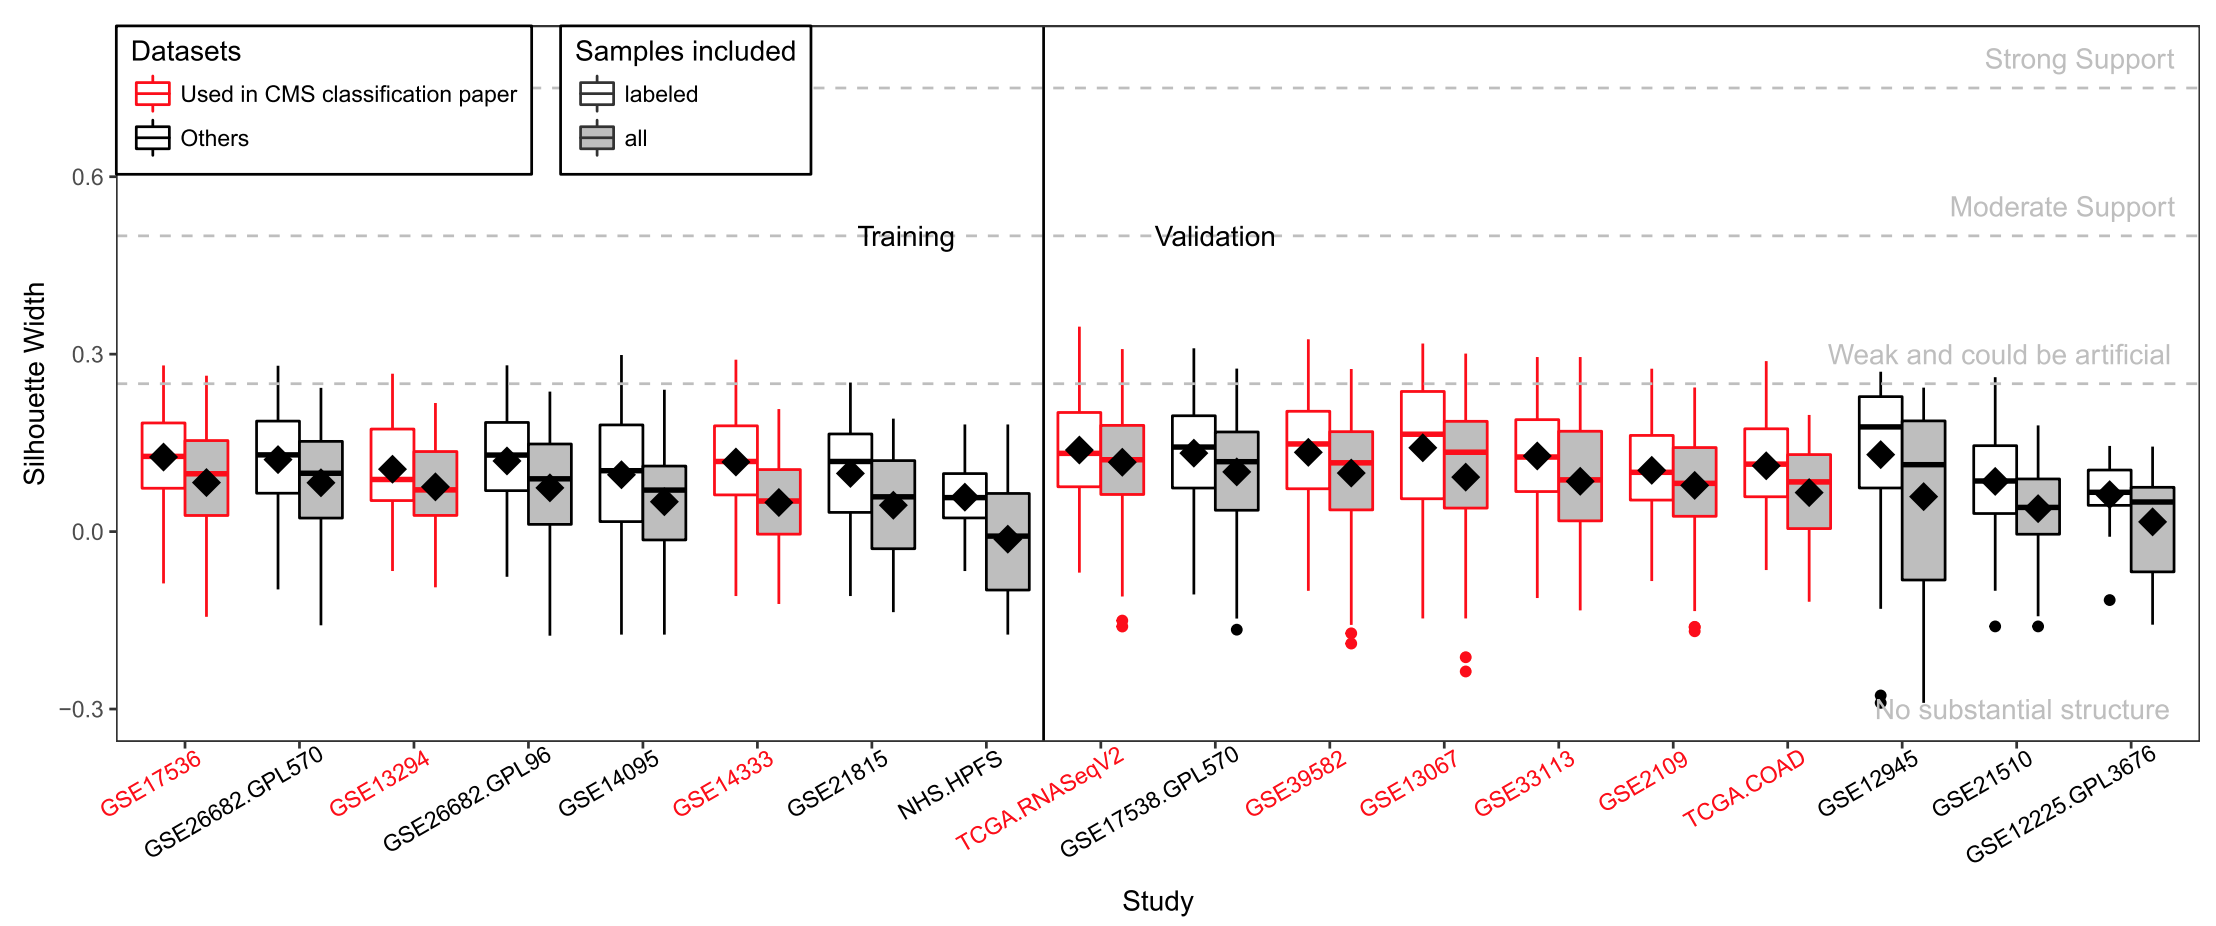 Datasets
Used in CMS classification paper
Others
Samples included
labeled
all
Strong Support
Moderate Support
Training
Validation
Weak and could be artificial
No substantial structure
Silhouette Width
0.6
0.3
0.0
−0.3
GSE17536
GSE26682.GPL570
GSE13294
GSE26682.GPL96
GSE14095
GSE14333
GSE21815
NHS.HPFS
TCGA.RNASeqV2
GSE17538.GPL570
GSE39582
GSE13067
GSE33113
GSE2109
TCGA.COAD
GSE12945
GSE21510
GSE12225.GPL3676
Study